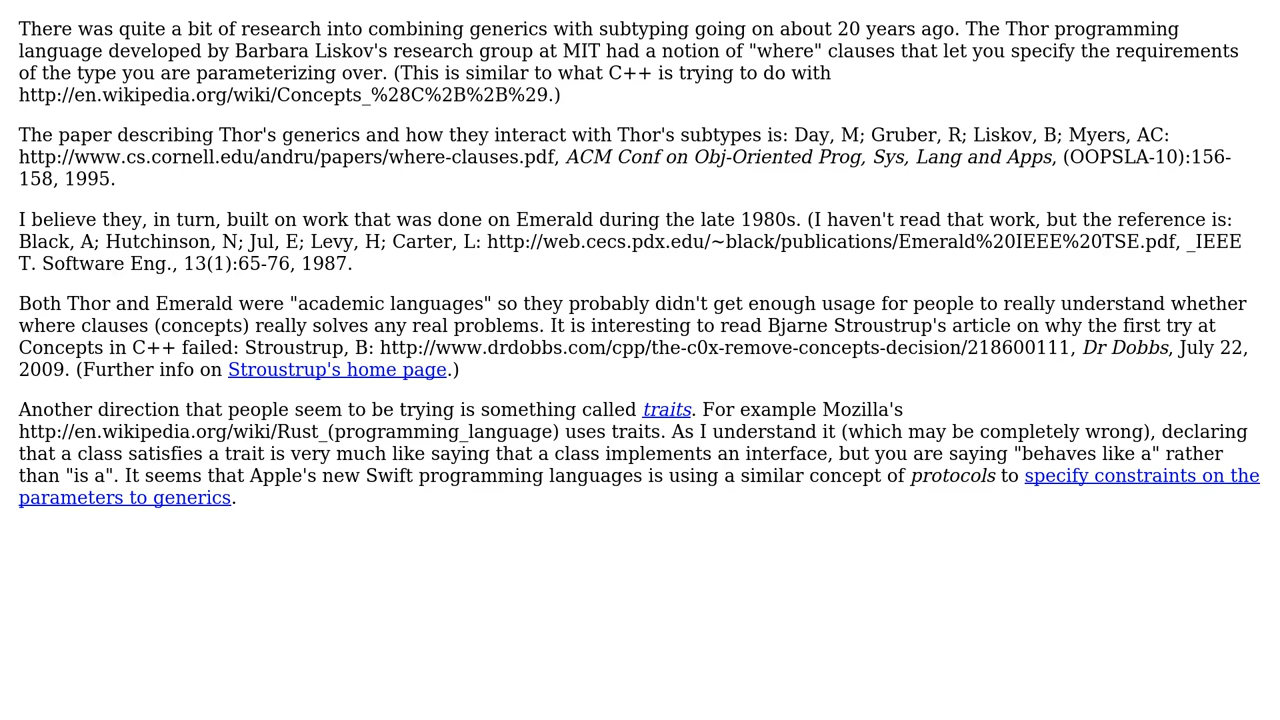 There was quite a bit of research into combining generics with subtyping going on about 20 years ago. The Thor programming
language developed by Barbara Liskov's research group at MIT had a notion of "where" clauses that let you specify the requirements
of the type you are parameterizing over. (This is similar to what C++ is trying to do with
http://en.wikipedia.org/wiki/Concepts_%28C%2B%2B%29.)
The paper describing Thor's generics and how they interact with Thor's subtypes is: Day, M; Gruber, R; Liskov, B; Myers, AC:
http://www.cs.cornell.edu/andru/papers/where-clauses.pdf, ACM Conf on Obj-Oriented Prog, Sys, Lang and Apps, (OOPSLA-10):156-
158, 1995.
I believe they, in turn, built on work that was done on Emerald during the late 1980s. (I haven't read that work, but the reference is:
Black, A; Hutchinson, N; Jul, E; Levy, H; Carter, L: http://web.cecs.pdx.edu/~black/publications/Emerald%20IEEE%20TSE.pdf, _IEEE
T. Software Eng., 13(1):65-76, 1987.
Both Thor and Emerald were "academic languages" so they probably didn't get enough usage for people to really understand whether
where clauses (concepts) really solves any real problems. It is interesting to read Bjarne Stroustrup's article on why the first try at
Concepts in C++ failed: Stroustrup, B: http://www.drdobbs.com/cpp/the-c0x-remove-concepts-decision/218600111, Dr Dobbs, July 22,
2009. (Further info on Stroustrup's home page.)
Another direction that people seem to be trying is something called traits. For example Mozilla's
http://en.wikipedia.org/wiki/Rust_(programming_language) uses traits. As I understand it (which may be completely wrong), declaring
that a class satisfies a trait is very much like saying that a class implements an interface, but you are saying "behaves like a" rather
than "is a". It seems that Apple's new Swift programming languages is using a similar concept of protocols to specify constraints on the
parameters to generics.